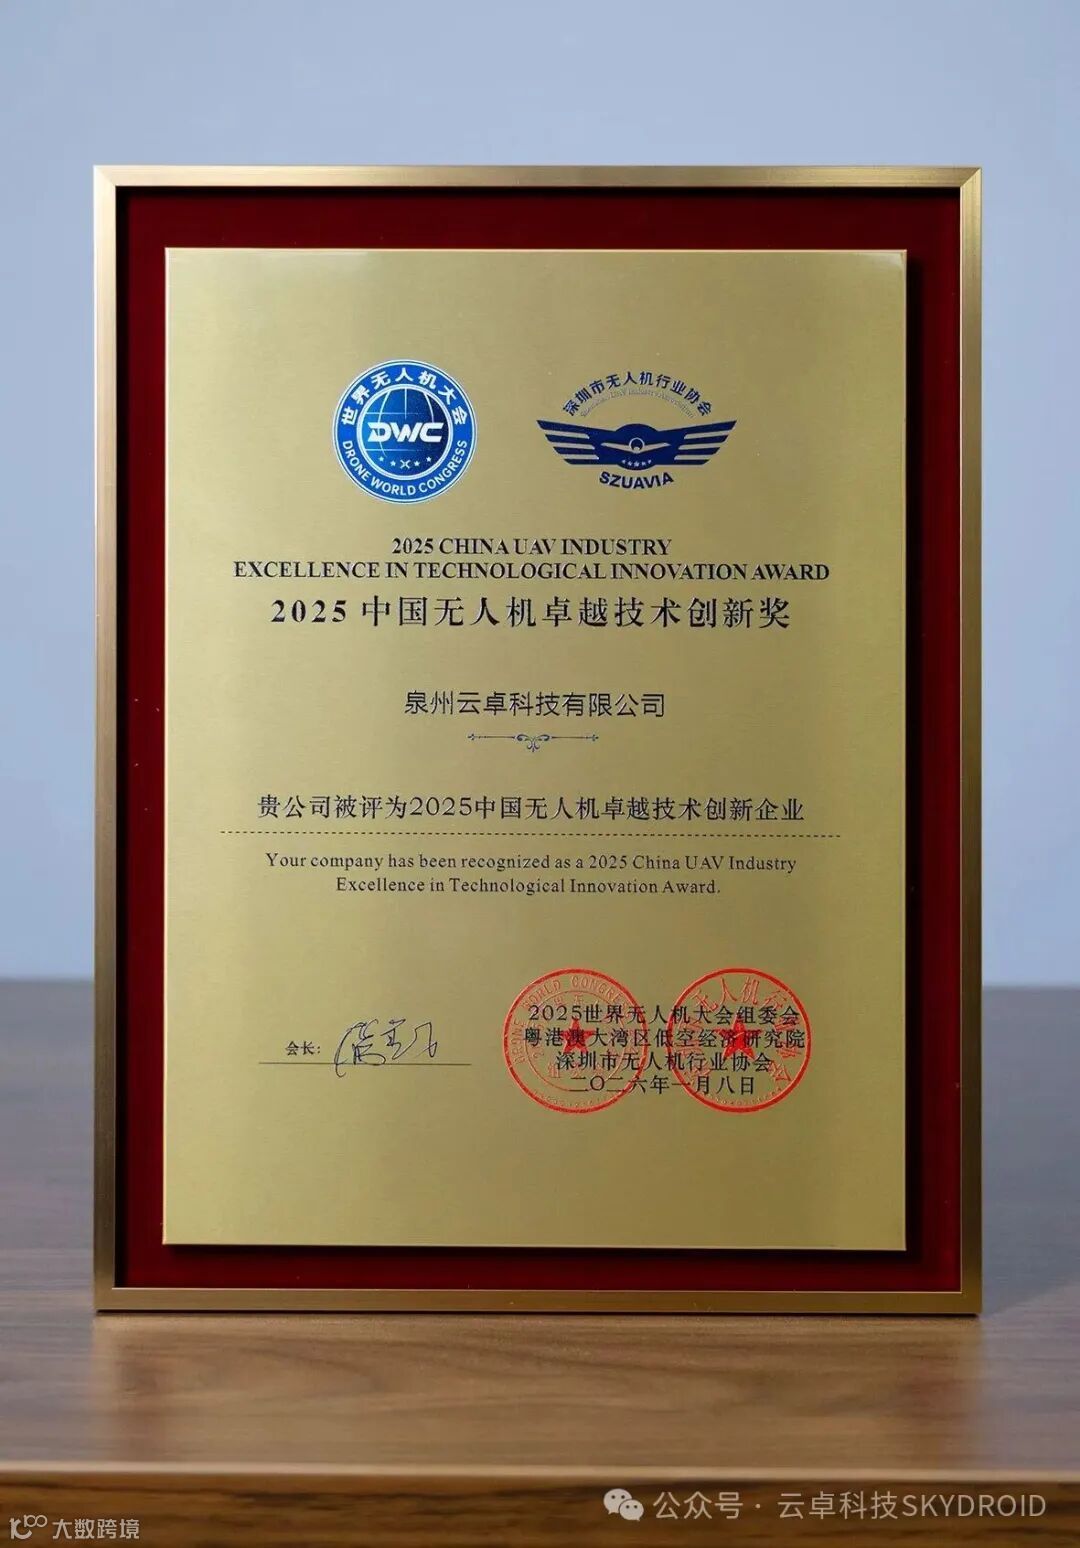 世界无人机大会
DWC
DRONE WORLD CONGRESS
深圳市无人机行业协会
Shenzhen UAV Industry Association
SZUAVIA
2025 CHINA UAV INDUSTRY
EXCELLENCE IN TECHNOLOGICAL INNOVATION AWARD
2025 中国无人机卓越技术创新奖
泉州云卓科技有限公司
贵公司被评为2025中国无人机卓越技术创新企业
Your company has been recognized as a 2025 China UAV Industry
Excellence in Technological Innovation Award.
会长:
2025世界无人机大会组委会
粤港澳大湾区低空经济研究院
深圳市无人机行业协会
二〇二六年一月八日
公众号 · 云卓科技SKYDROID
大数跨境